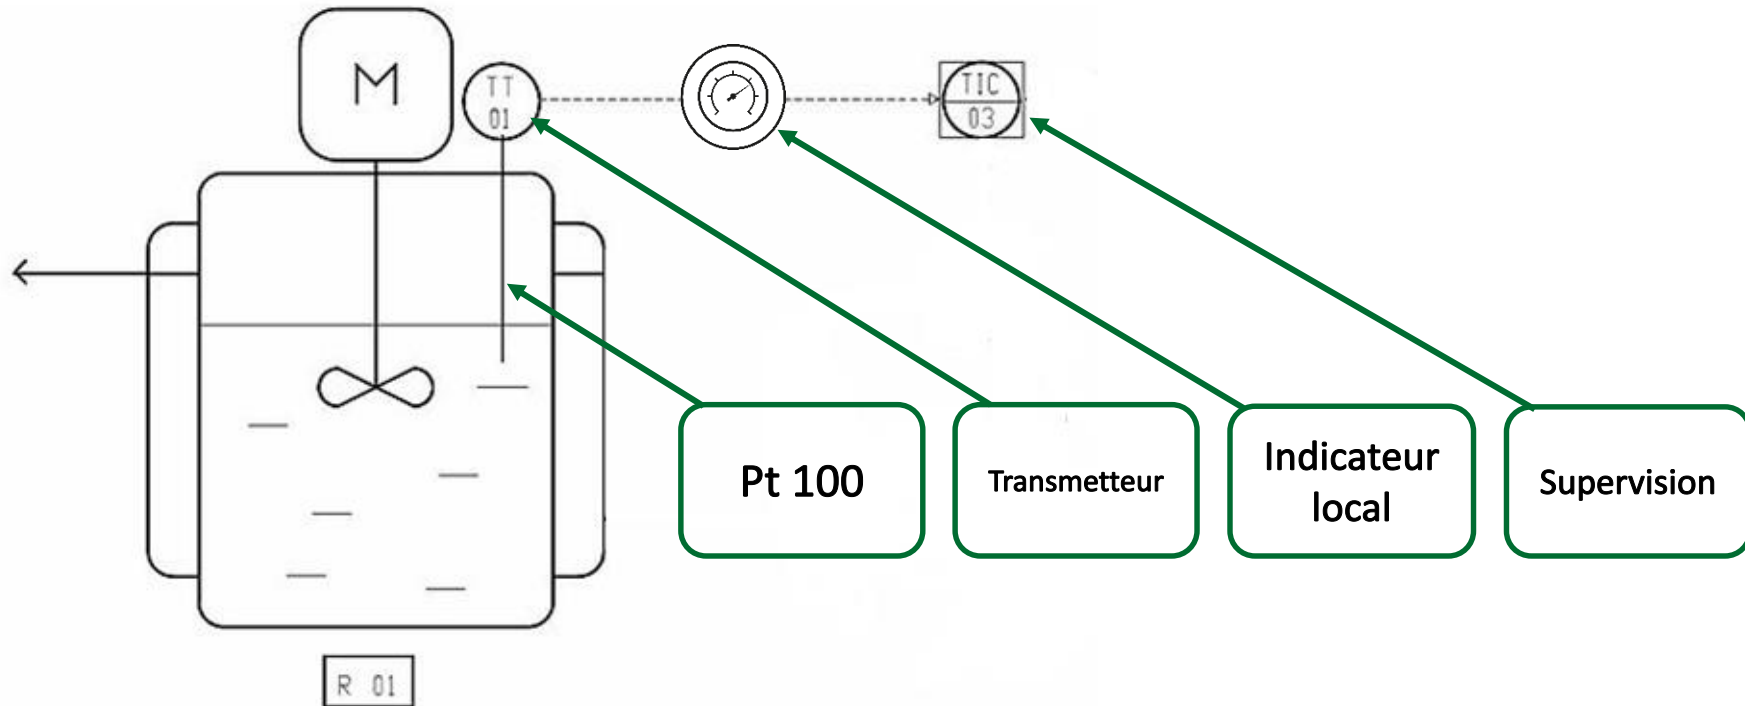 M
TT
01
TIC
03
Pt 100
Transmetteur
Indicateur
local
Supervision
R 01